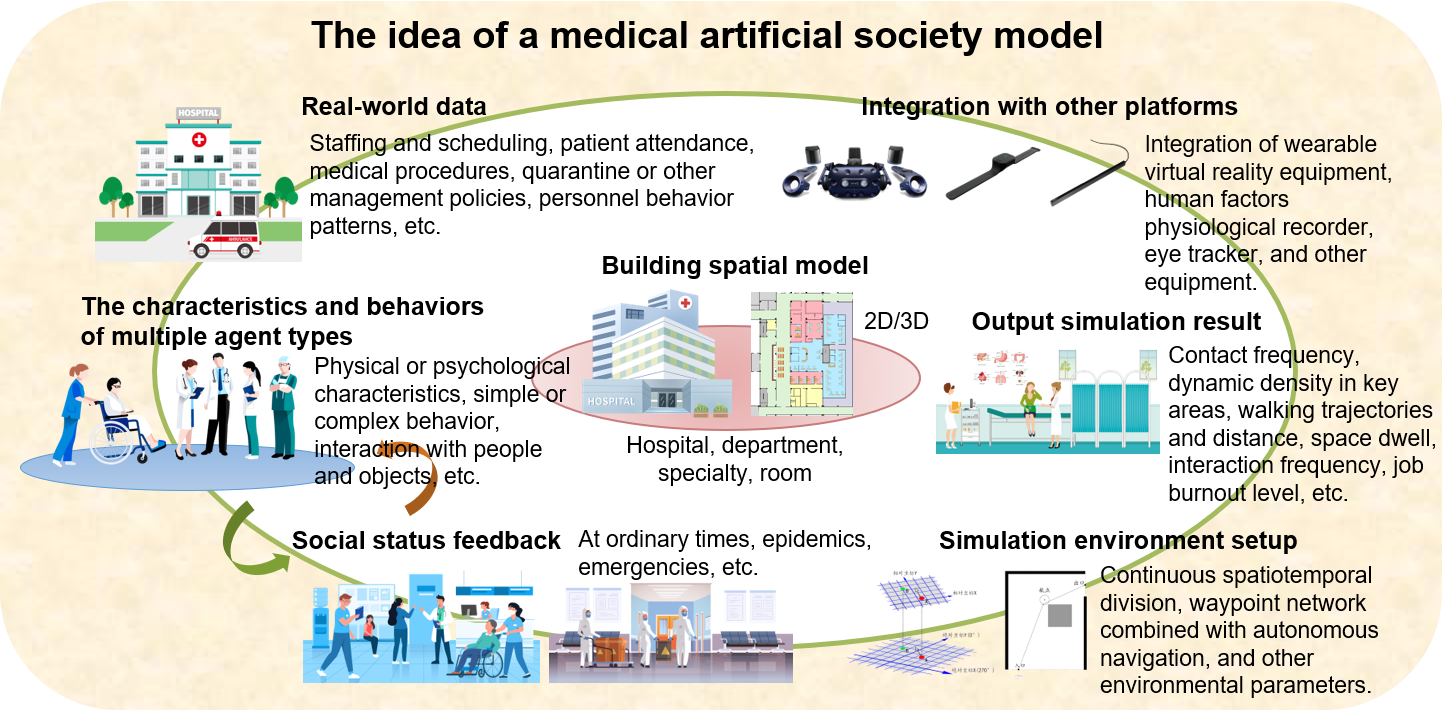 The idea of a medical artificial society model
Real-world data
Staffing and scheduling, patient attendance,
medical procedures, quarantine or other
management policies, personnel behavior
patterns, etc.
HOSPITAL
AMBULANCE
Integration with other platforms
Integration of wearable
virtual reality equipment,
human factors
physiological recorder,
eye tracker, and other
equipment.
Building spatial model
2D/3D
HOSPITAL
Hospital, department,
specialty, room
The characteristics and behaviors
of multiple agent types
Physical or psychological
characteristics, simple or
complex behavior,
interaction with people
and objects, etc.
Output simulation result
Contact frequency,
dynamic density in key
areas, walking trajectories
and distance, space dwell,
interaction frequency, job
burnout level, etc.
Social status feedback
At ordinary times, epidemics,
emergencies, etc.
Simulation environment setup
Continuous spatiotemporal
division, waypoint network
combined with autonomous
navigation, and other
environmental parameters.
出口
入口